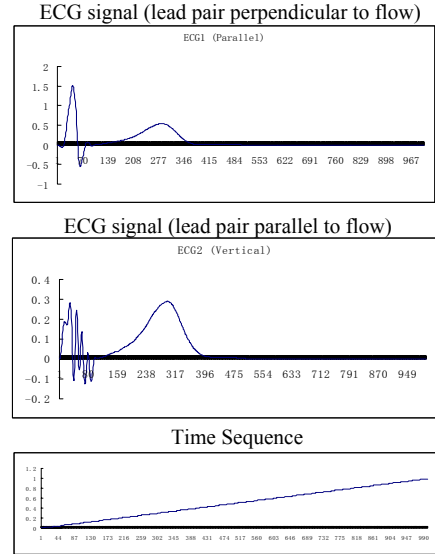 ECG signal (lead pair perpendicular to flow)
ECG1 (Parallel)
2
1.5
1
0.5
0
-0.5
-1
70 139 208 277 346 415 484 553 622 691 760 829 898 967
ECG signal (lead pair parallel to flow)
ECG2 (Vertical)
0.4
0.3
0.2
0.1
0
-0.1
-0.2
80 159 238 317 396 475 554 633 712 791 870 949
Time Sequence
1.2
1
0.8
0.6
0.4
0.2
0
1 44 87 130 173 216 259 302 345 388 431 474 517 560 603 646 689 732 775 818 861 904 947 990